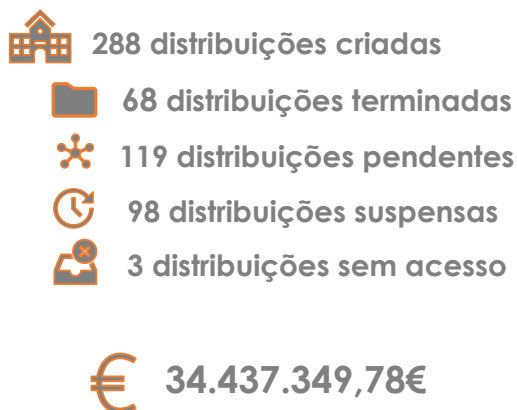 288 distribuições criadas
68 distribuições terminadas
119 distribuições pendentes
98 distribuições suspensas
3 distribuições sem acesso
€ 34.437.349,78€